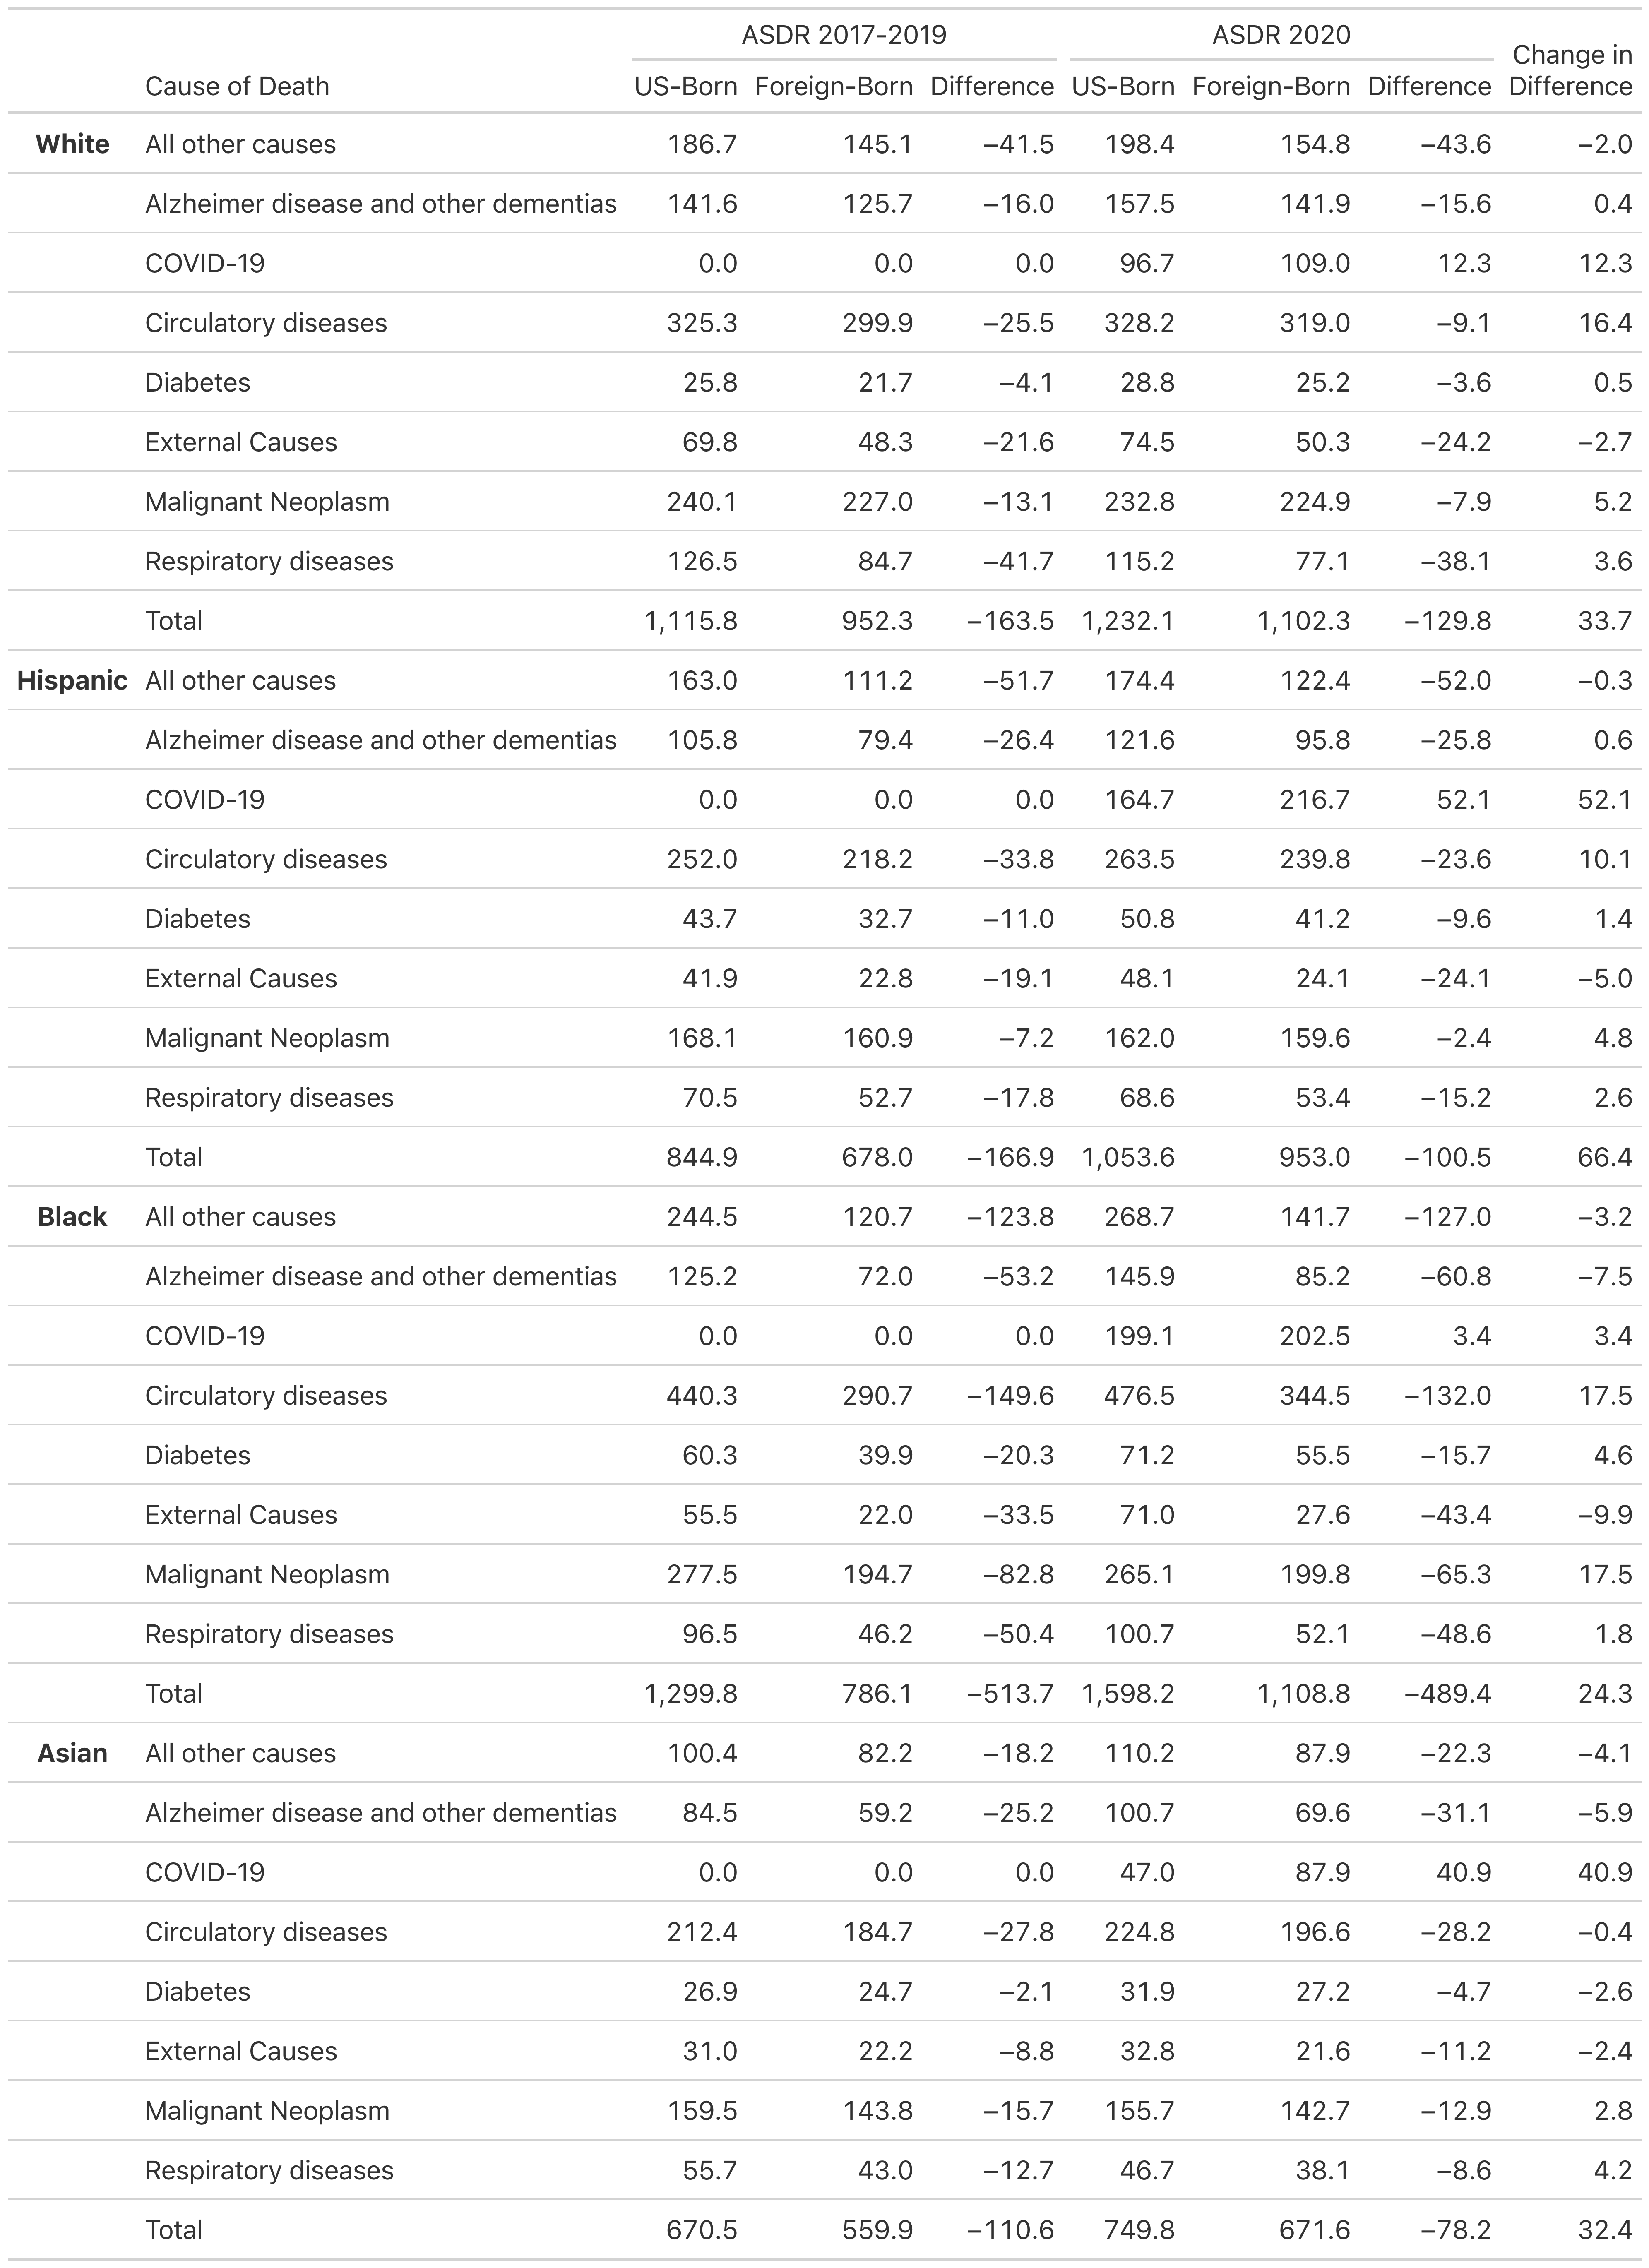 ASDR 2017-2019 ASDR 2020 Change in
Cause of Death US-Born Foreign-Born Difference US-Born Foreign-Born Difference Difference
White All other causes 186.7 145.1 −41.5 198.4 154.8 −43.6 −2.0
Alzheimer disease and other dementias 141.6 125.7 −16.0 157.5 141.9 −15.6 0.4
COVID-19 0.0 0.0 0.0 96.7 109.0 12.3 12.3
Circulatory diseases 325.3 299.9 −25.5 328.2 319.0 −9.1 16.4
Diabetes 25.8 21.7 −4.1 28.8 25.2 −3.6 0.5
External Causes 69.8 48.3 −21.6 74.5 50.3 −24.2 −2.7
Malignant Neoplasm 240.1 227.0 −13.1 232.8 224.9 −7.9 5.2
Respiratory diseases 126.5 84.7 −41.7 115.2 77.1 −38.1 3.6
Total 1,115.8 952.3 −163.5 1,232.1 1,102.3 −129.8 33.7
Hispanic All other causes 163.0 111.2 −51.7 174.4 122.4 −52.0 −0.3
Alzheimer disease and other dementias 105.8 79.4 −26.4 121.6 95.8 −25.8 0.6
COVID-19 0.0 0.0 0.0 164.7 216.7 52.1 52.1
Circulatory diseases 252.0 218.2 −33.8 263.5 239.8 −23.6 10.1
Diabetes 43.7 32.7 −11.0 50.8 41.2 −9.6 1.4
External Causes 41.9 22.8 −19.1 48.1 24.1 −24.1 −5.0
Malignant Neoplasm 168.1 160.9 −7.2 162.0 159.6 −2.4 4.8
Respiratory diseases 70.5 52.7 −17.8 68.6 53.4 −15.2 2.6
Total 844.9 678.0 −166.9 1,053.6 953.0 −100.5 66.4
Black All other causes 244.5 120.7 −123.8 268.7 141.7 −127.0 −3.2
Alzheimer disease and other dementias 125.2 72.0 −53.2 145.9 85.2 −60.8 −7.5
COVID-19 0.0 0.0 0.0 199.1 202.5 3.4 3.4
Circulatory diseases 440.3 290.7 −149.6 476.5 344.5 −132.0 17.5
Diabetes 60.3 39.9 −20.3 71.2 55.5 −15.7 4.6
External Causes 55.5 22.0 −33.5 71.0 27.6 −43.4 −9.9
Malignant Neoplasm 277.5 194.7 −82.8 265.1 199.8 −65.3 17.5
Respiratory diseases 96.5 46.2 −50.4 100.7 52.1 −48.6 1.8
Total 1,299.8 786.1 −513.7 1,598.2 1,108.8 −489.4 24.3
Asian All other causes 100.4 82.2 −18.2 110.2 87.9 −22.3 −4.1
Alzheimer disease and other dementias 84.5 59.2 −25.2 100.7 69.6 −31.1 −5.9
COVID-19 0.0 0.0 0.0 47.0 87.9 40.9 40.9
Circulatory diseases 212.4 184.7 −27.8 224.8 196.6 −28.2 −0.4
Diabetes 26.9 24.7 −2.1 31.9 27.2 −4.7 −2.6
External Causes 31.0 22.2 −8.8 32.8 21.6 −11.2 −2.4
Malignant Neoplasm 159.5 143.8 −15.7 155.7 142.7 −12.9 2.8
Respiratory diseases 55.7 43.0 −12.7 46.7 38.1 −8.6 4.2
Total 670.5 559.9 −110.6 749.8 671.6 −78.2 32.4